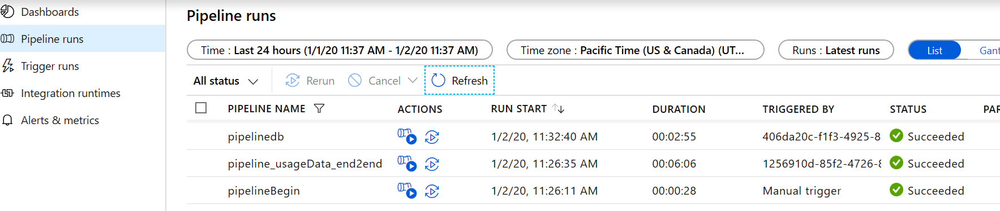 Dashboards
Pipeline runs
Trigger runs
Integration runtimes
Alerts & metrics
Pipeline runs
Time : Last 24 hours (1/1/20 11:37 AM - 1/2/20 11:37 AM) Time zone : Pacific Time (US & Canada) (UT... Runs : Latest runs List Gant
All status Rerun Cancel Refresh
PIPELINE NAME ACTIONS RUN START DURATION TRIGGERED BY STATUS PAR
pipelinedb 1/2/20, 11:32:40 AM 00:02:55 406da20c-f1f3-4925-8 Succeeded
pipeline_usageData_end2end 1/2/20, 11:26:35 AM 00:06:06 1256910d-85f2-4726-8 Succeeded
pipelineBegin 1/2/20, 11:26:11 AM 00:00:28 Manual trigger Succeeded